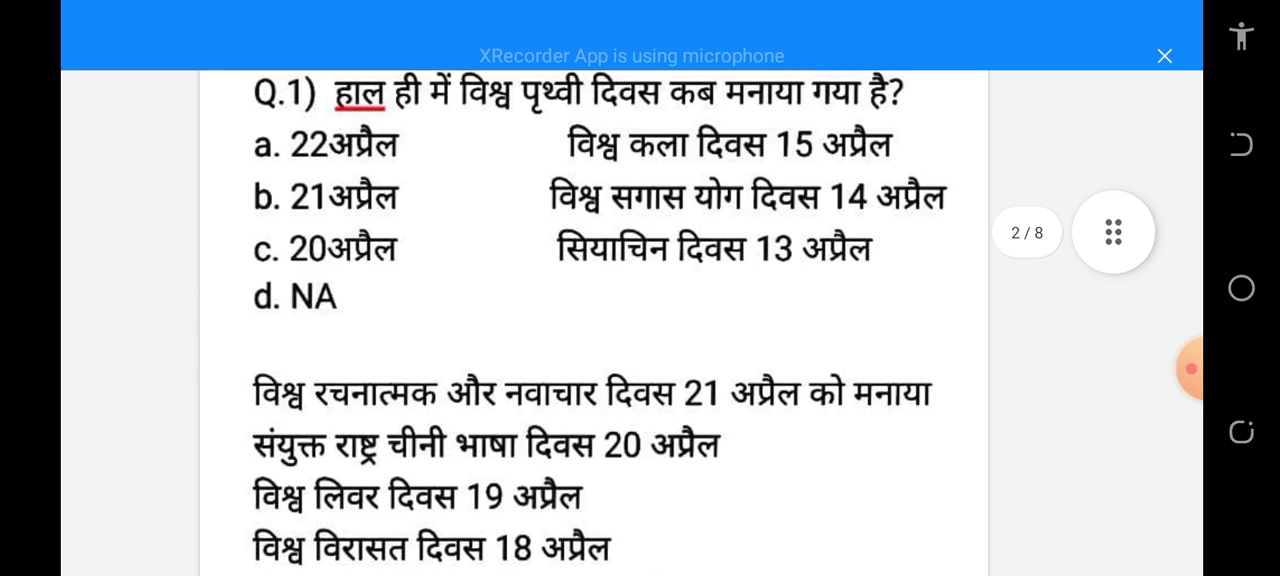 XRecorder App is using microphone
Q.1) हाल ही में विश्व पृथ्वी दिवस कब मनाया गया है?
a. 22अप्रैल विश्व कला दिवस 15 अप्रैल
b. 21अप्रैल विश्व सगास योग दिवस 14 अप्रैल
c. 20अप्रैल सियाचिन दिवस 13 अप्रैल
2 / 8
d. NA
विश्व रचनात्मक और नवाचार दिवस 21 अप्रैल को मनाया
संयुक्त राष्ट्र चीनी भाषा दिवस 20 अप्रैल
विश्व लिवर दिवस 19 अप्रैल
विश्व विरासत दिवस 18 अप्रैल